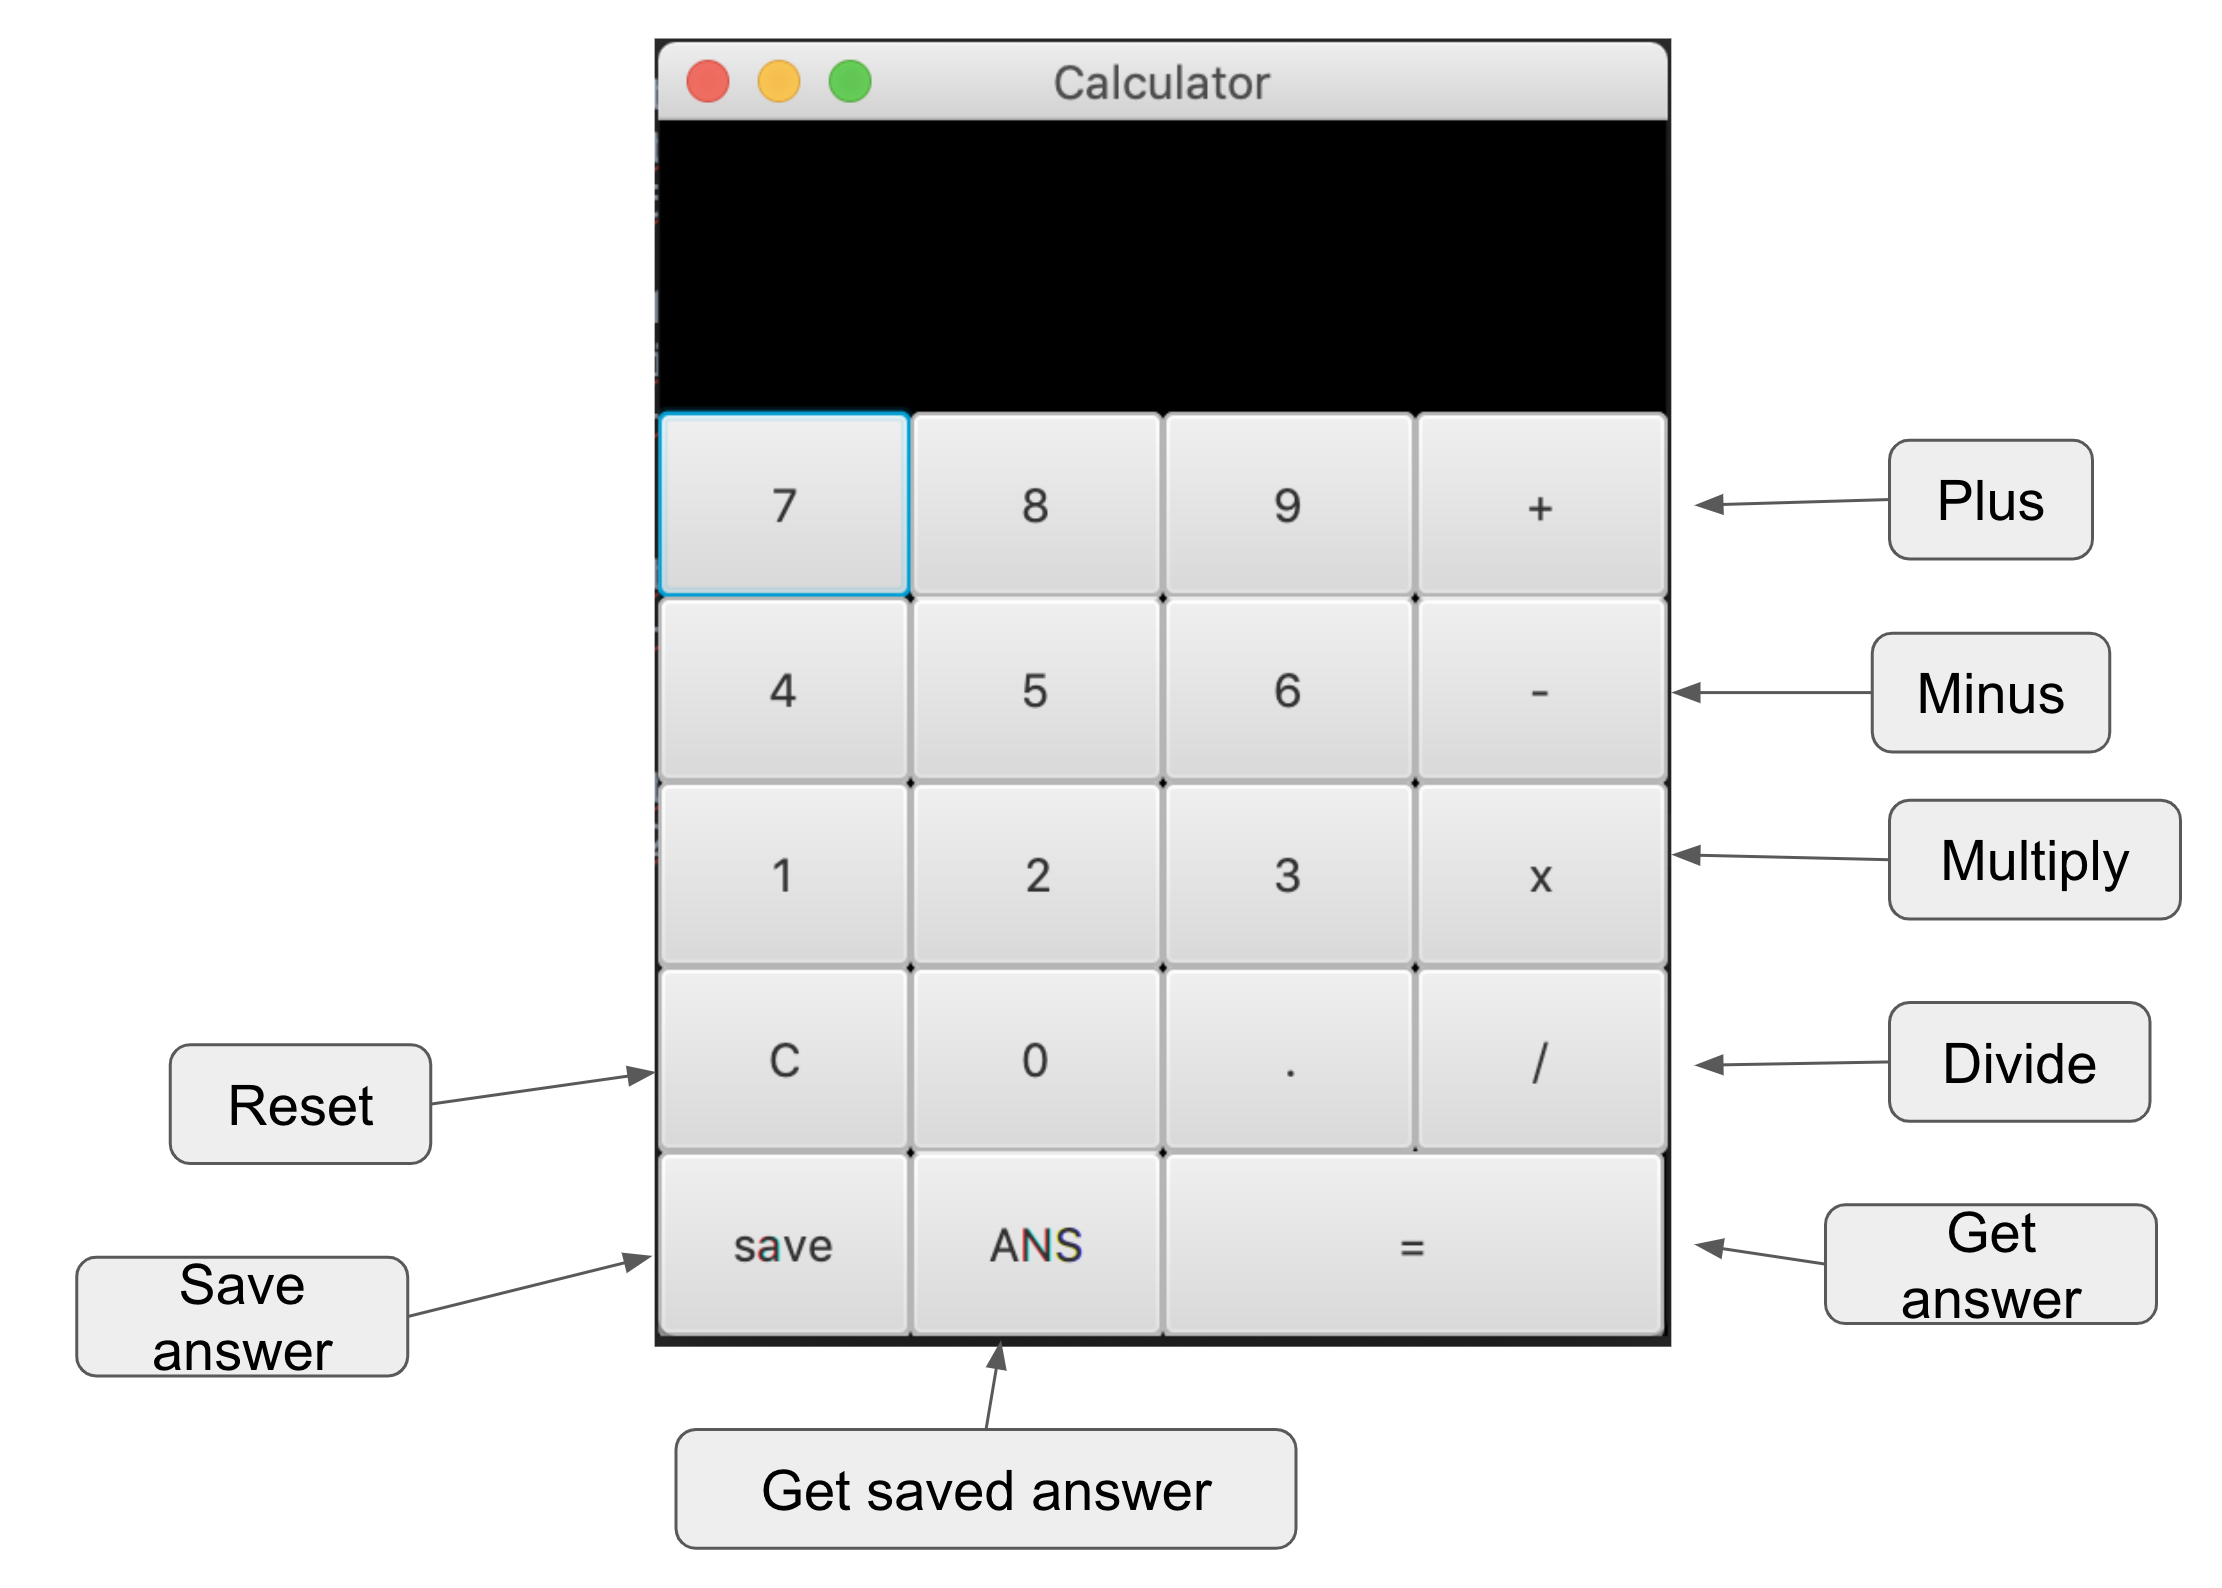 Calculator
7 8 9 +
Plus
4 5 6 -
Minus
1 2 3 x
Multiply
C 0 . /
Reset
Divide
save ANS =
Save
answer
Get
answer
Get saved answer